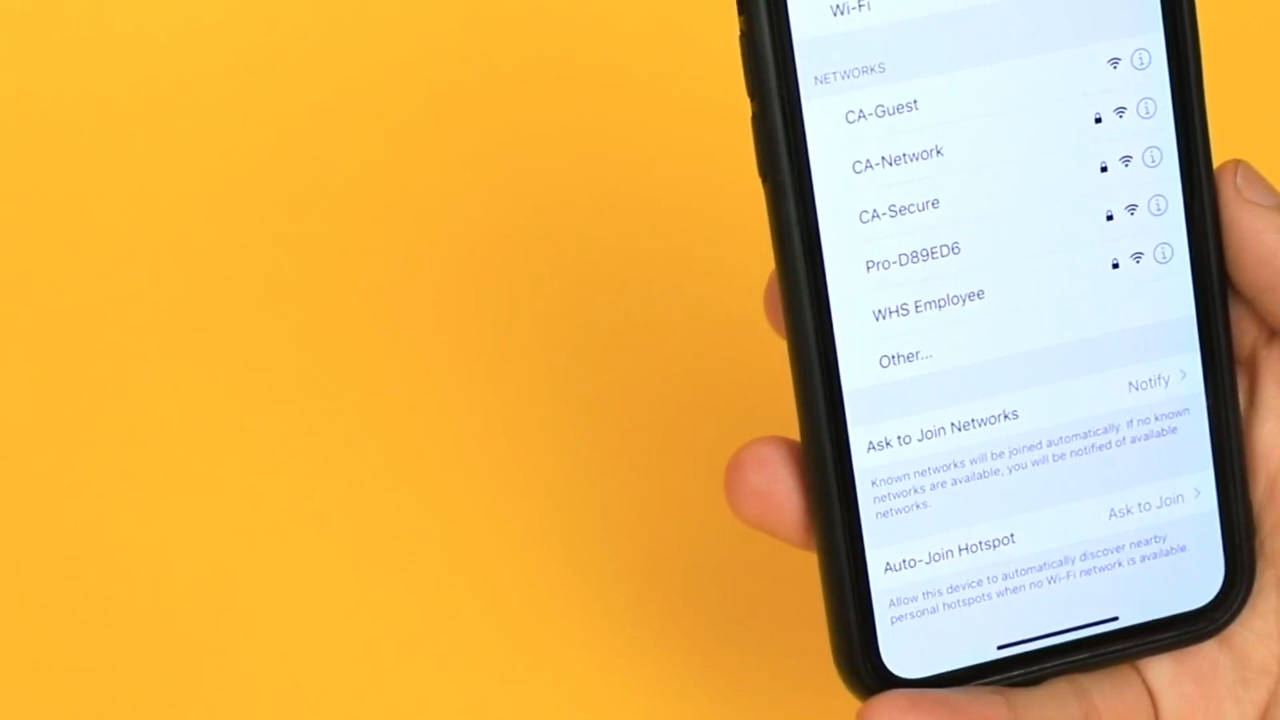 Wi-Fi
NETWORKS
CA-Guest
CA-Network
CA-Secure
Pro-D89ED6
WHS Employee
Other...
Ask to Join Networks Notify
Known networks will be joined automatically. If no known
networks are available, you will be notified of available
networks.
Auto-Join Hotspot Ask to Join
Allow this device to automatically discover nearby
personal hotspots when no Wi-Fi network is available.